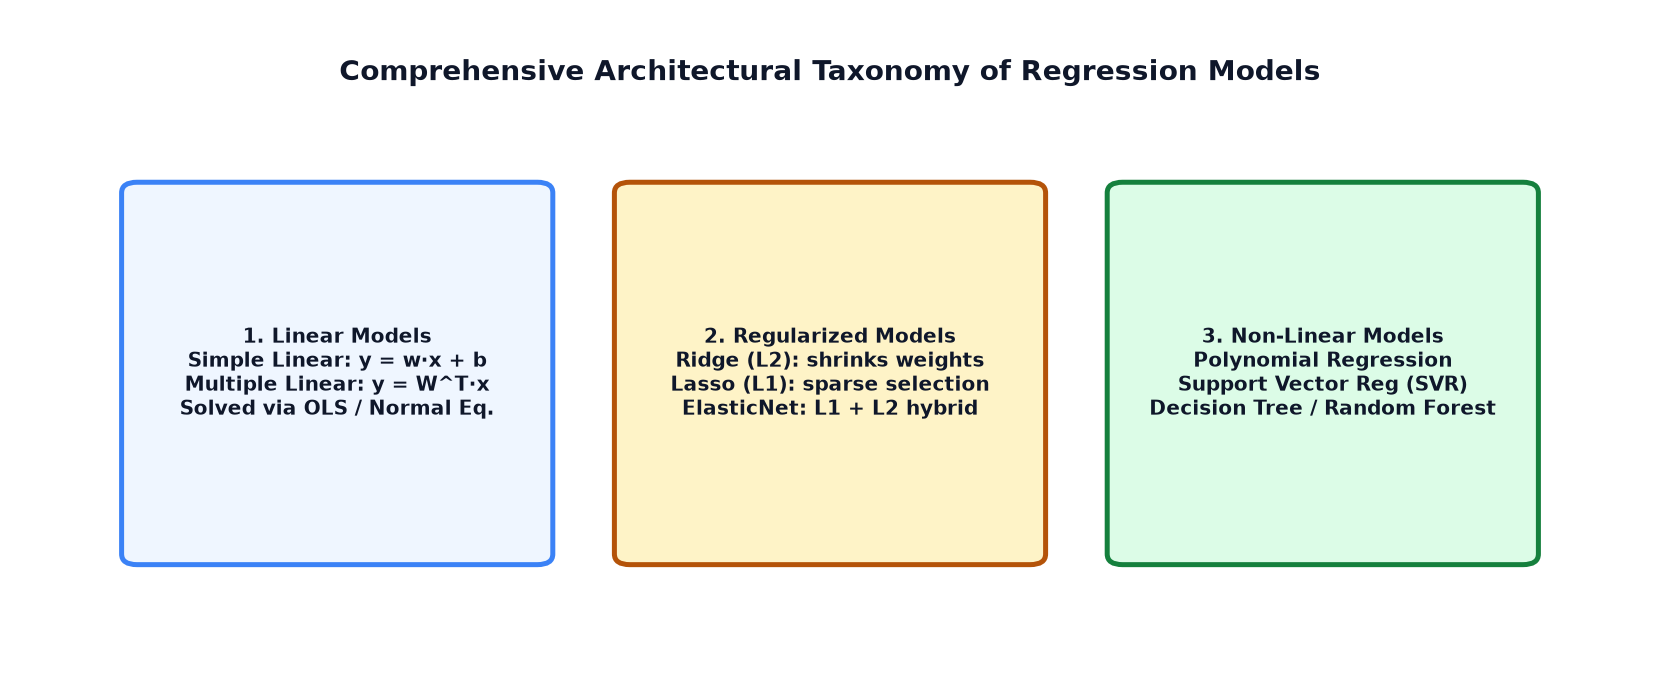 Comprehensive Architectural Taxonomy of Regression Models
1. Linear Models
Simple Linear: y = w·x + b
Multiple Linear: y = W^T·x
Solved via OLS / Normal Eq.
2. Regularized Models
Ridge (L2): shrinks weights
Lasso (L1): sparse selection
ElasticNet: L1 + L2 hybrid
3. Non-Linear Models
Polynomial Regression
Support Vector Reg (SVR)
Decision Tree / Random Forest